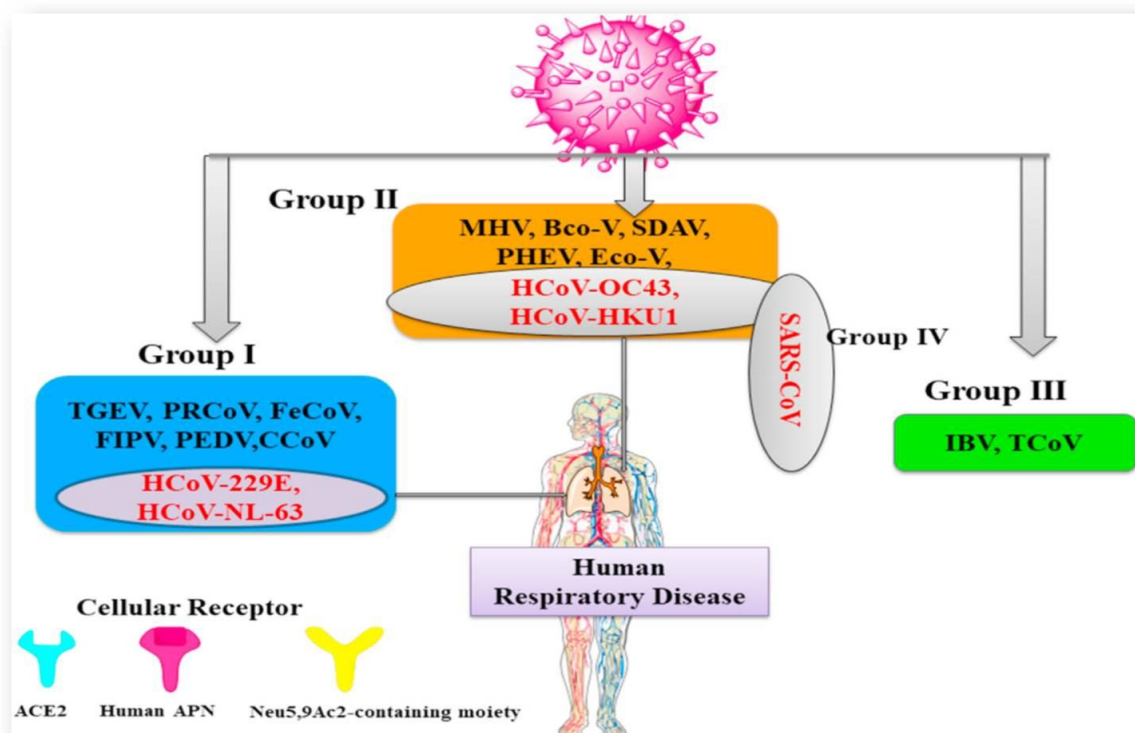 Group II
MHV, Bco-V, SDAV,
PHEV, Eco-V,
HCoV-OC43,
HCoV-HKU1
SARS-CoV
Group IV
Group I
TGEV, PRCoV, FeCoV,
FIPV, PEDV,CCoV
HCoV-229E,
HCoV-NL-63
Group III
IBV, TCoV
Human
Respiratory Disease
Cellular Receptor
ACE2
Human APN
Neu5,9Ac2-containing moiety